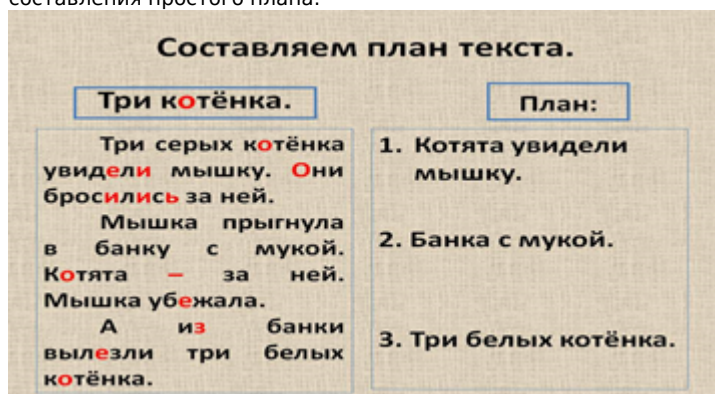 составления простого плана.
Составляем план текста.
Три котёнка.
Три серых котёнка
увидели мышку. Они
бросились за ней.
Мышка прыгнула
в банку с мукой.
Котята – за ней.
Мышка убежала.
А из банки
вылезли три белых
котёнка.
План:
1. Котята увидели
мышку.
2. Банка с мукой.
3. Три белых котёнка.